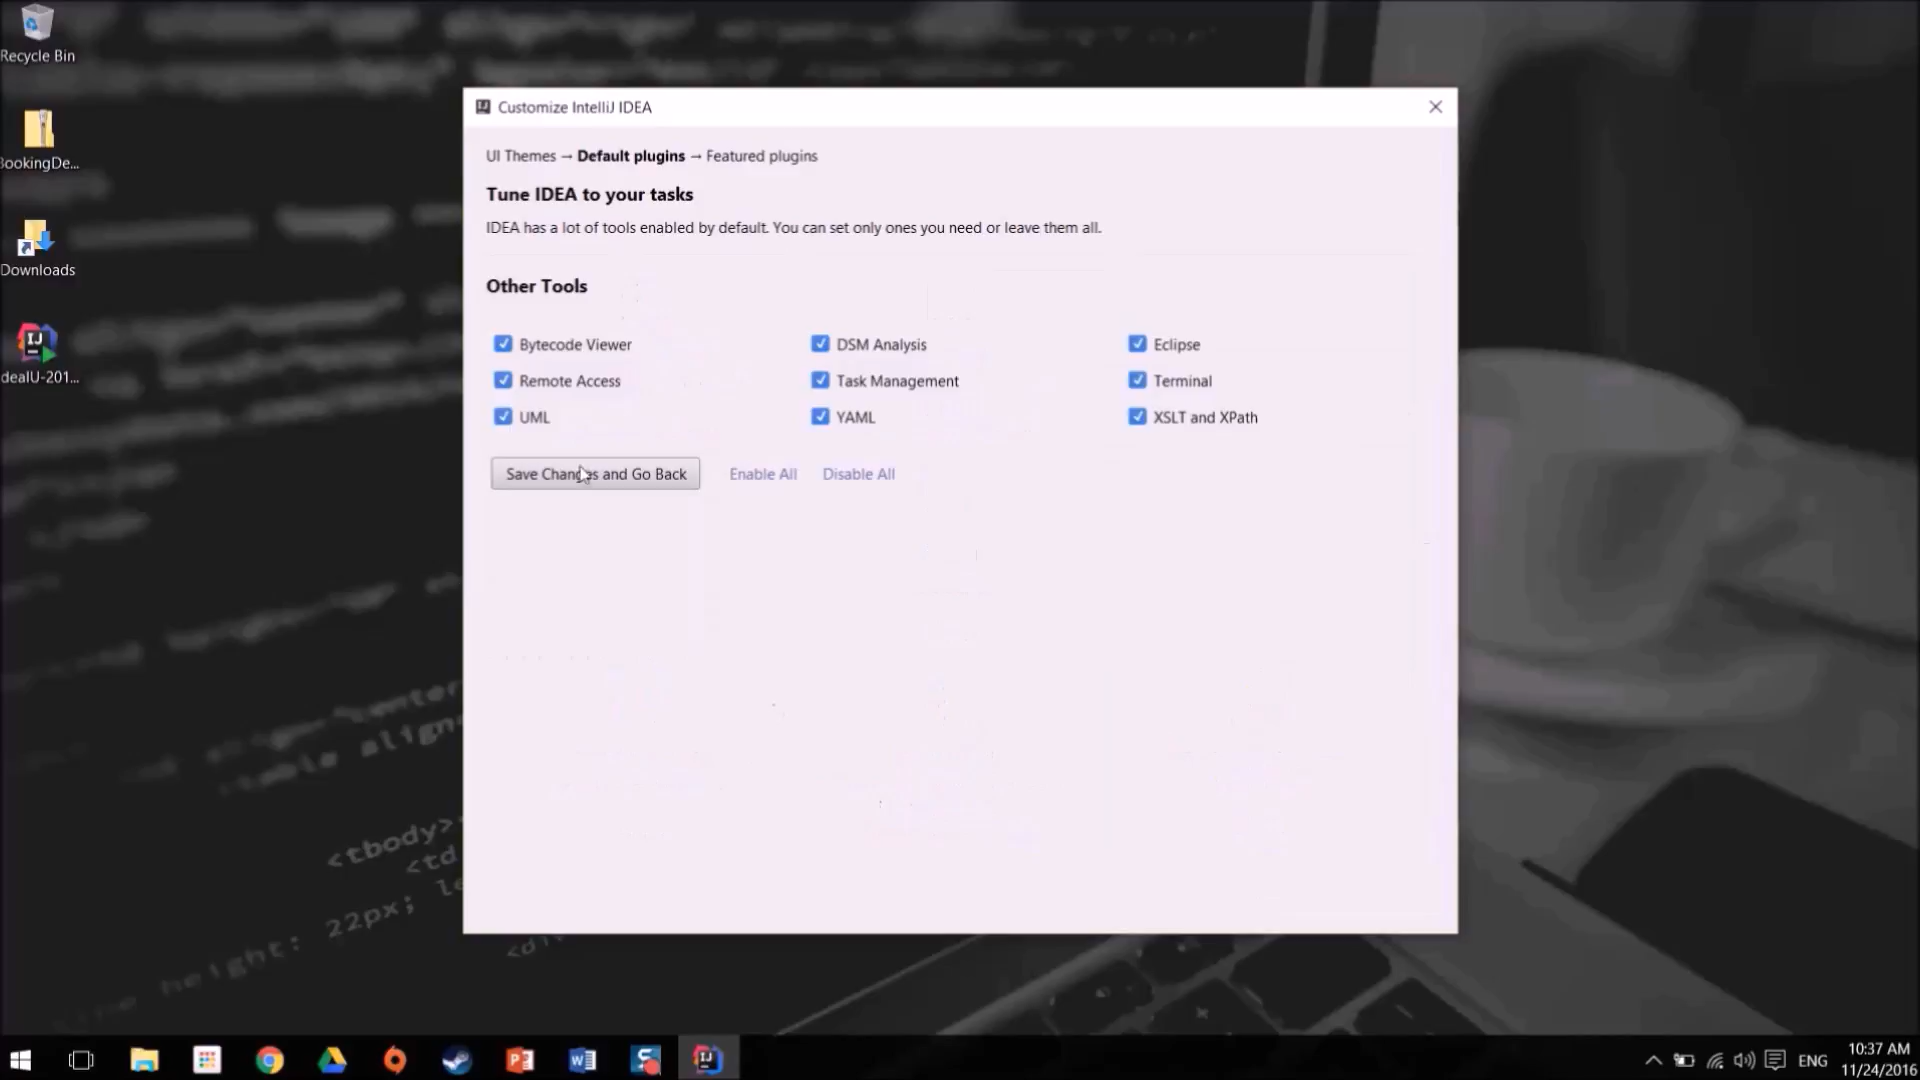 Recycle Bin
BookingDe...
Downloads
dealU-201...
Customize IntelliJ IDEA
UI Themes → Default plugins → Featured plugins
Tune IDEA to your tasks
IDEA has a lot of tools enabled by default. You can set only ones you need or leave them all.
Other Tools
Bytecode Viewer
DSM Analysis
Eclipse
Remote Access
Task Management
Terminal
UML
YAML
XSLT and XPath
Save Changes and Go Back
Enable All
Disable All
<tbody>
<td
22px;
height:
ENG
10:37 AM
11/24/2016